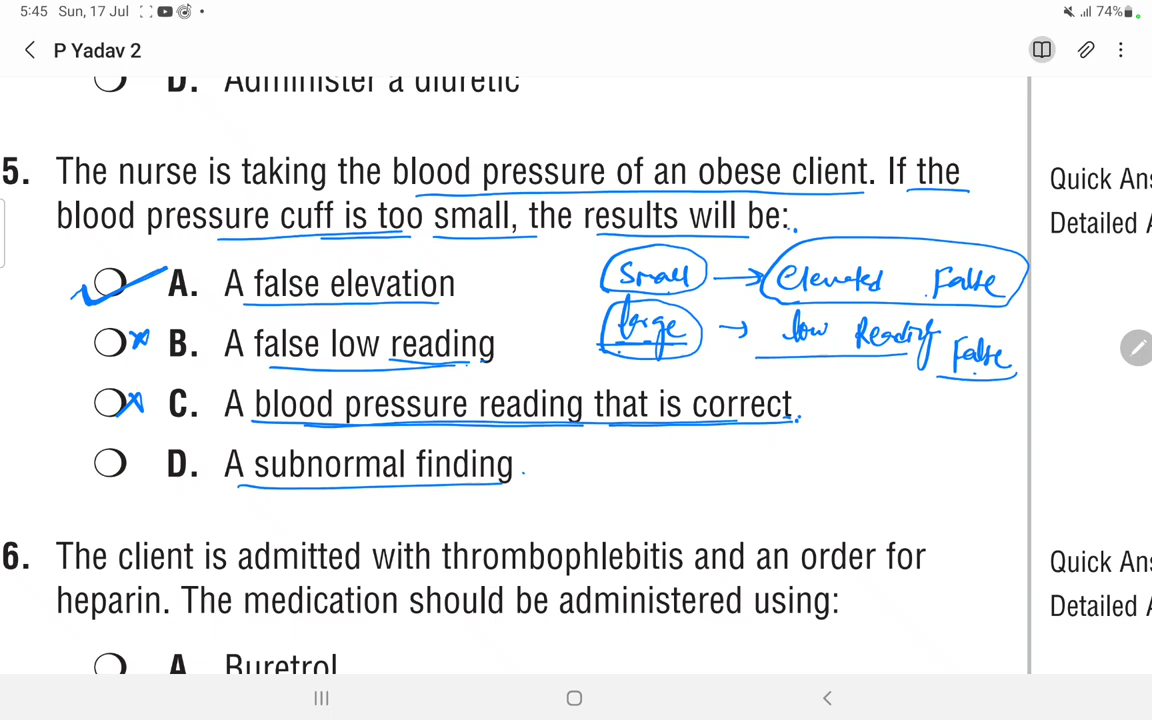 5:45 Sun, 17 Jul 74%
P Yadav 2
D. Administer a diuretic
5. The nurse is taking the blood pressure of an obese client. If the
blood pressure cuff is too small, the results will be:
Quick Ans
Detailed A
A. A false elevation
Small → Elevated False
B. A false low reading
large → low Reading False
C. A blood pressure reading that is correct.
D. A subnormal finding
6. The client is admitted with thrombophlebitis and an order for
heparin. The medication should be administered using:
Quick Ans
Detailed A
A Buretrol